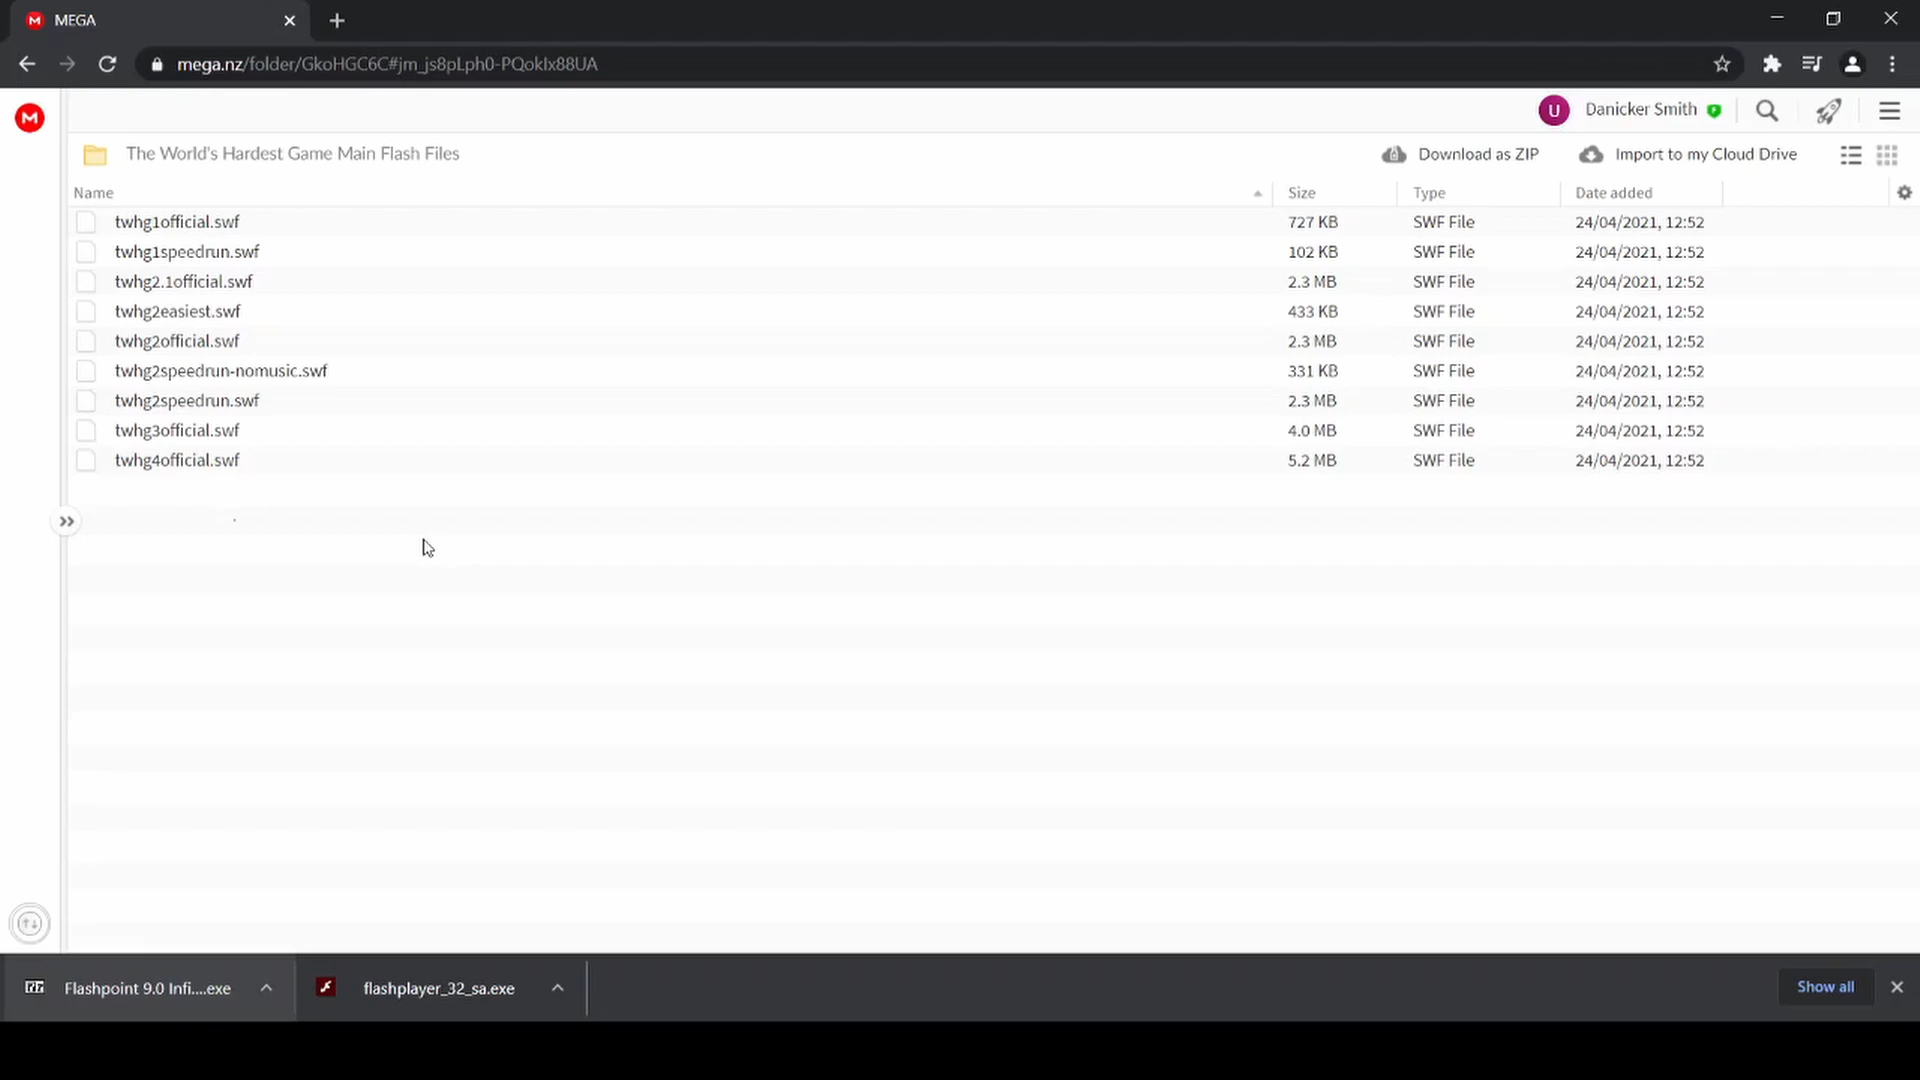 MEGA
mega.nz/folder/GkoHGC6C#jm_js8pLph0-PQokIx88UA
U Danicker Smith
The World's Hardest Game Main Flash Files Download as ZIP Import to my Cloud Drive
Name Size Type Date added
twhg1official.swf 727 KB SWF File 24/04/2021, 12:52
twhg1speedrun.swf 102 KB SWF File 24/04/2021, 12:52
twhg2.1official.swf 2.3 MB SWF File 24/04/2021, 12:52
twhg2easiest.swf 433 KB SWF File 24/04/2021, 12:52
twhg2official.swf 2.3 MB SWF File 24/04/2021, 12:52
twhg2speedrun-nomusic.swf 331 KB SWF File 24/04/2021, 12:52
twhg2speedrun.swf 2.3 MB SWF File 24/04/2021, 12:52
twhg3official.swf 4.0 MB SWF File 24/04/2021, 12:52
twhg4official.swf 5.2 MB SWF File 24/04/2021, 12:52
Flashpoint 9.0 Infi....exe flashplayer_32_sa.exe Show all